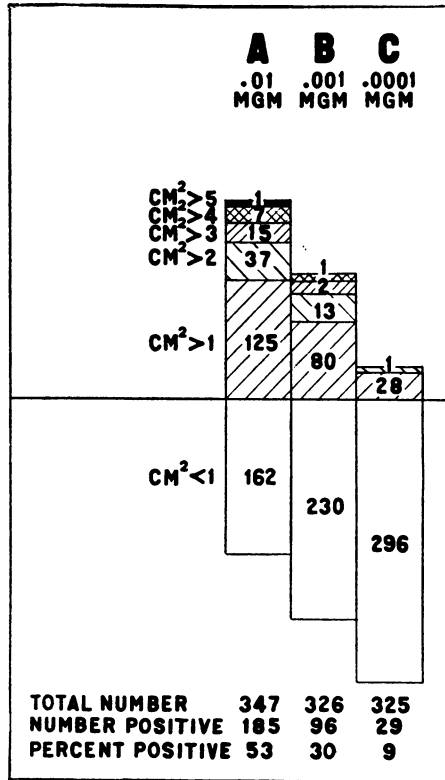 A B C
.01 .001 .0001
MGM MGM MGM
CM²>5 1
CM²>4 7
CM²>3 15
CM²>2 37
1
2
13
CM²>1 125 80
1
28
CM²<1 162 230 296
TOTAL NUMBER 347 326 325
NUMBER POSITIVE 185 96 29
PERCENT POSITIVE 53 30 9